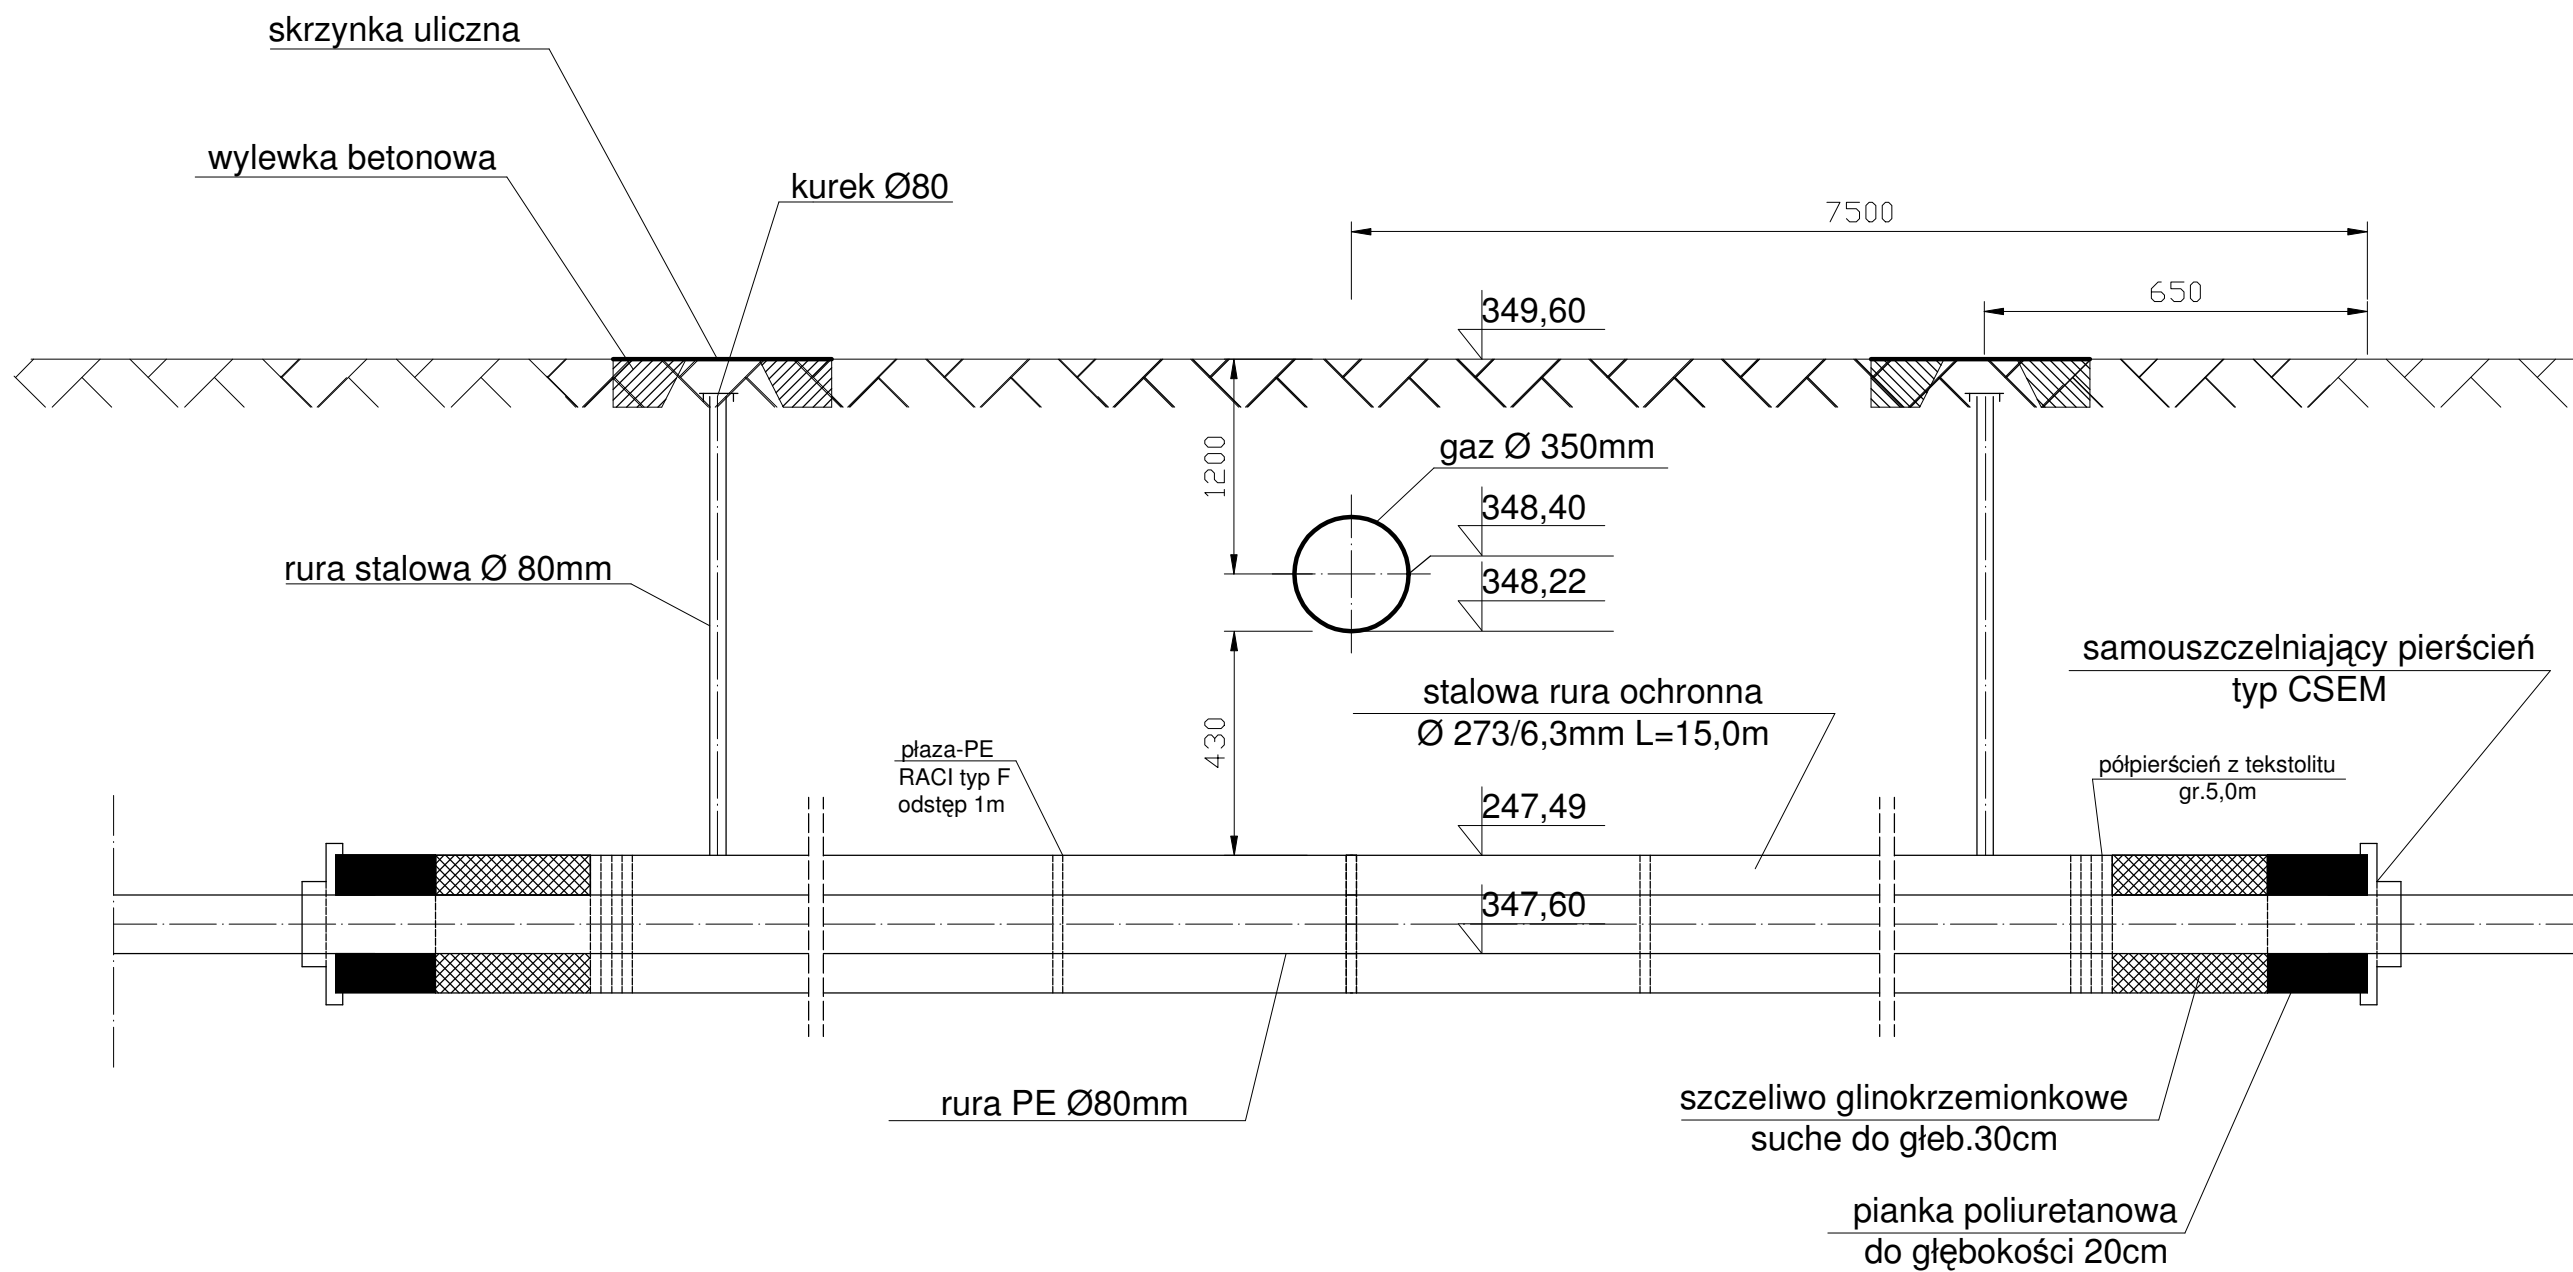 skrzynka uliczna
wylewka betonowa
kurek Ø80
7500
650
349,60
1200
gaz Ø 350mm
348,40
348,22
rura stalowa Ø 80mm
samouszczelniający pierścień
typ CSEM
stalowa rura ochronna
Ø 273/6,3mm L=15,0m
430
płaza-PE
RACI typ F
odstęp 1m
półpierścień z tekstolitu
gr.5,0m
247,49
347,60
rura PE Ø80mm
szczeliwo glinokrzemionkowe
suche do głeb.30cm
pianka poliuretanowa
do głębokości 20cm